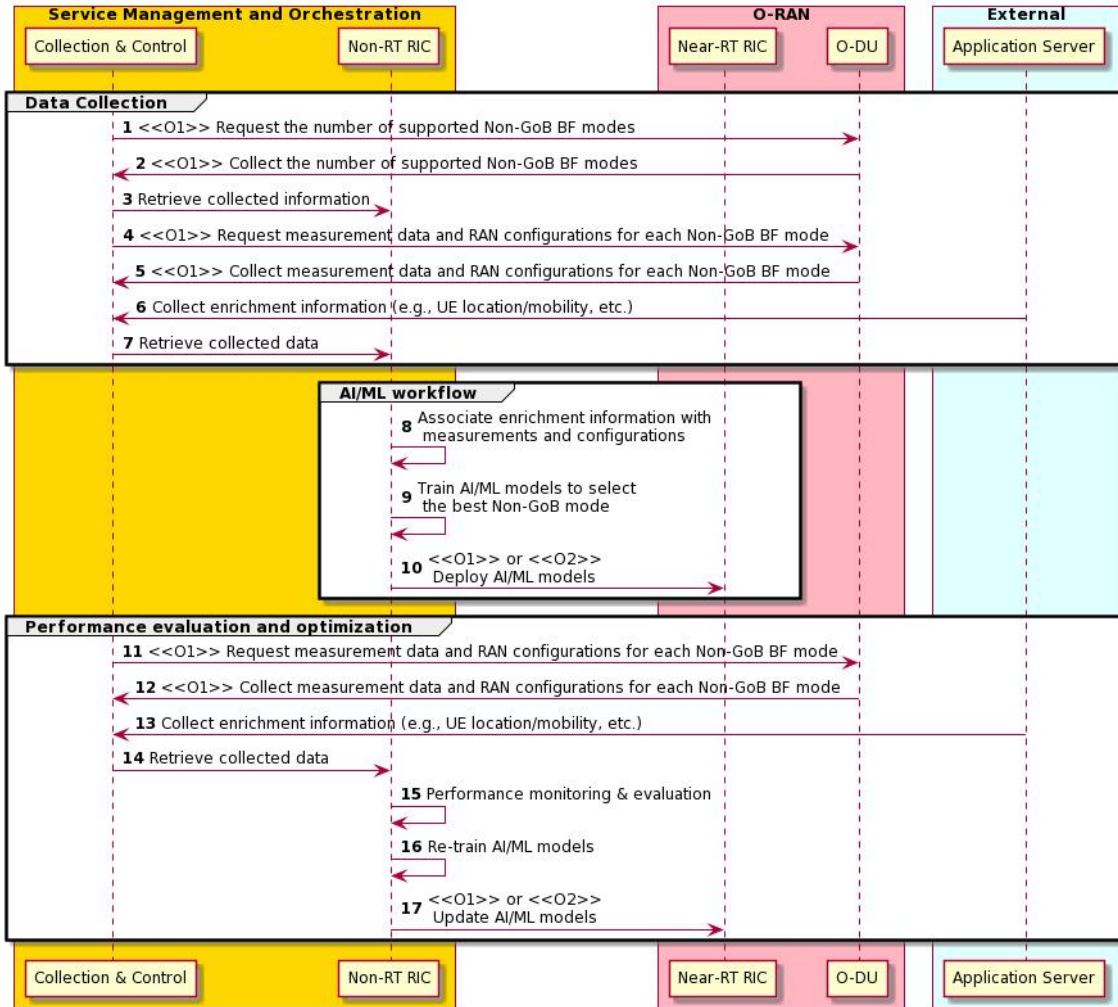 Service Management and Orchestration
O-RAN
External
Collection & Control
Non-RT RIC
Near-RT RIC
O-DU
Application Server
Data Collection
1 <<O1>> Request the number of supported Non-GoB BF modes
2 <<O1>> Collect the number of supported Non-GoB BF modes
3 Retrieve collected information
4 <<O1>> Request measurement data and RAN configurations for each Non-GoB BF mode
5 <<O1>> Collect measurement data and RAN configurations for each Non-GoB BF mode
6 Collect enrichment information (e.g., UE location/mobility, etc.)
7 Retrieve collected data
AI/ML workflow
8 Associate enrichment information with
measurements and configurations
9 Train AI/ML models to select
the best Non-GoB mode
10 <<O1>> or <<O2>>
Deploy AI/ML models
Performance evaluation and optimization
11 <<O1>> Request measurement data and RAN configurations for each Non-GoB BF mode
12 <<O1>> Collect measurement data and RAN configurations for each Non-GoB BF mode
13 Collect enrichment information (e.g., UE location/mobility, etc.)
14 Retrieve collected data
15 Performance monitoring & evaluation
16 Re-train AI/ML models
17 <<O1>> or <<O2>>
Update AI/ML models
Collection & Control
Non-RT RIC
Near-RT RIC
O-DU
Application Server